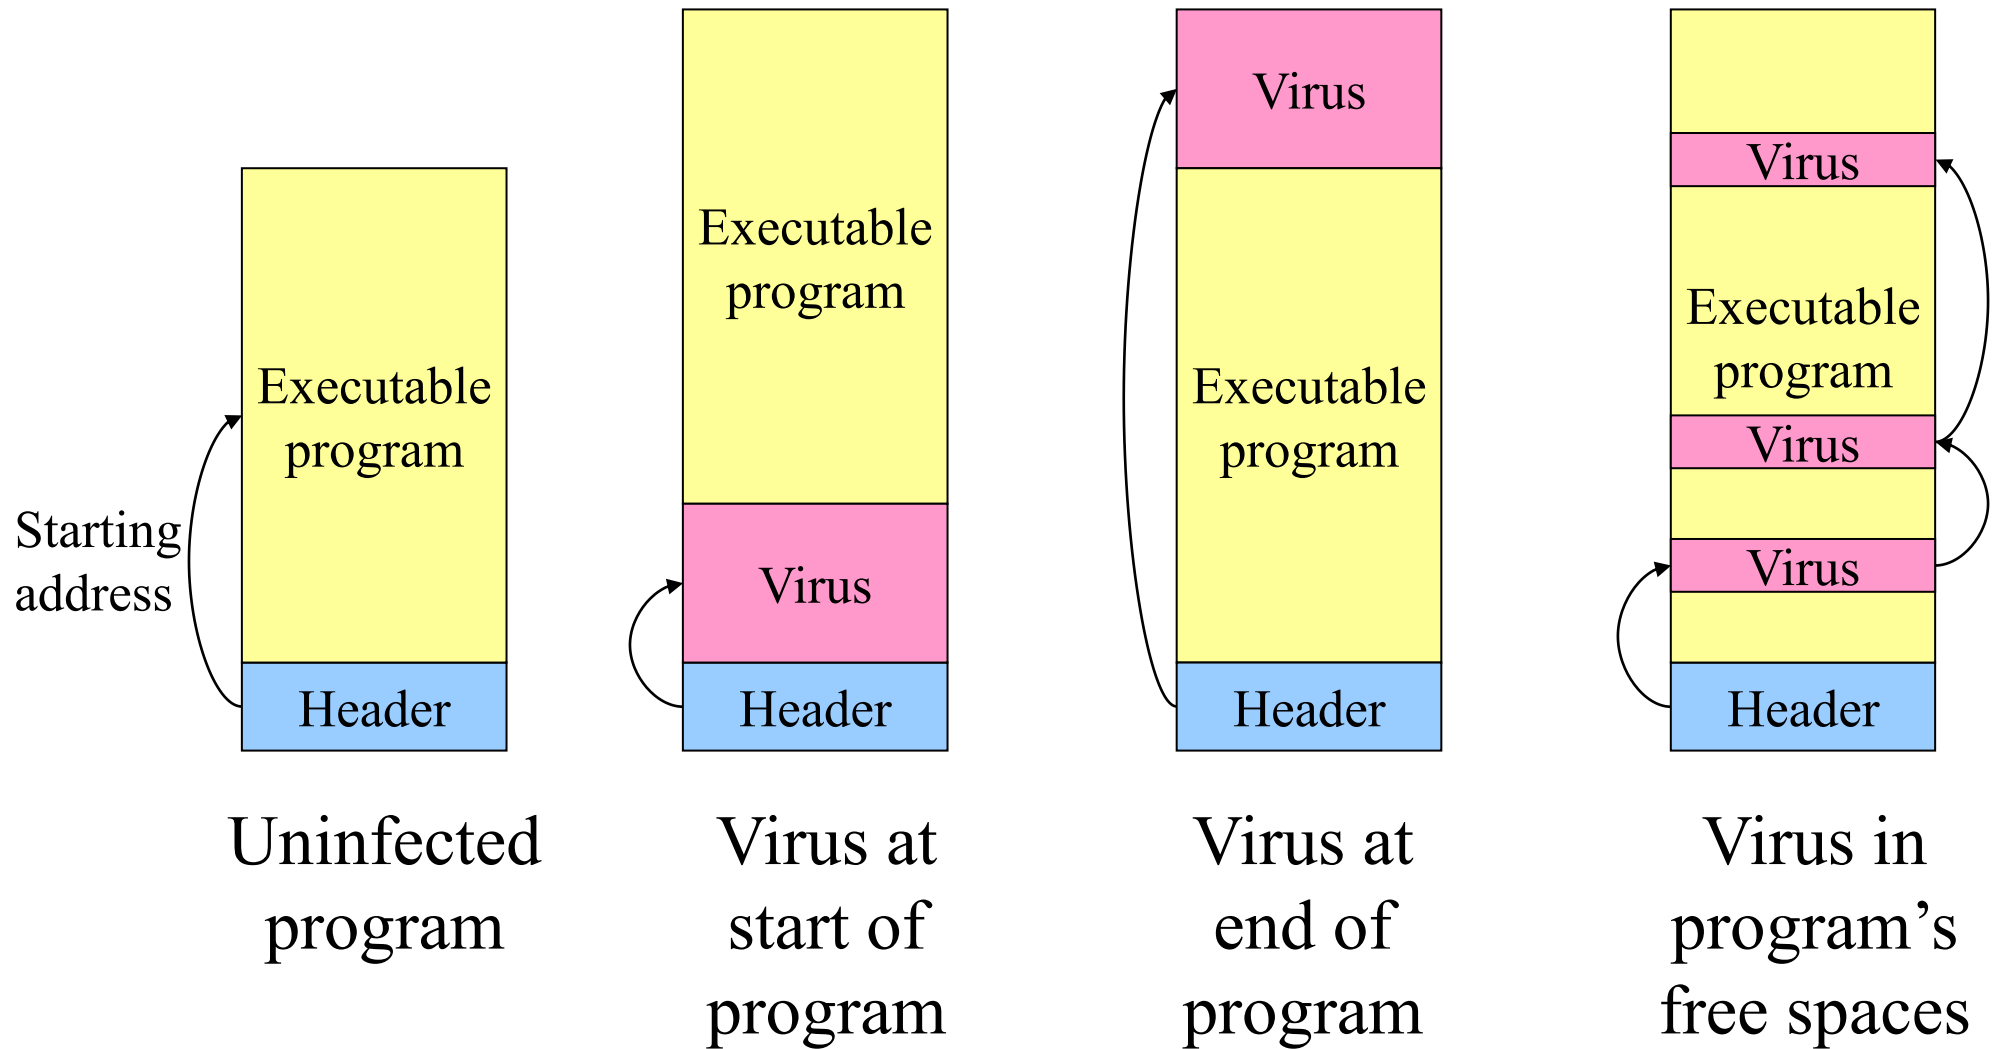 Starting
address
Executable
program
Header
Uninfected
program
Executable
program
Virus
Header
Virus at
start of
program
Virus
Executable
program
Header
Virus at
end of
program
Virus
Executable
program
Virus
Virus
Header
Virus in
program’s
free spaces